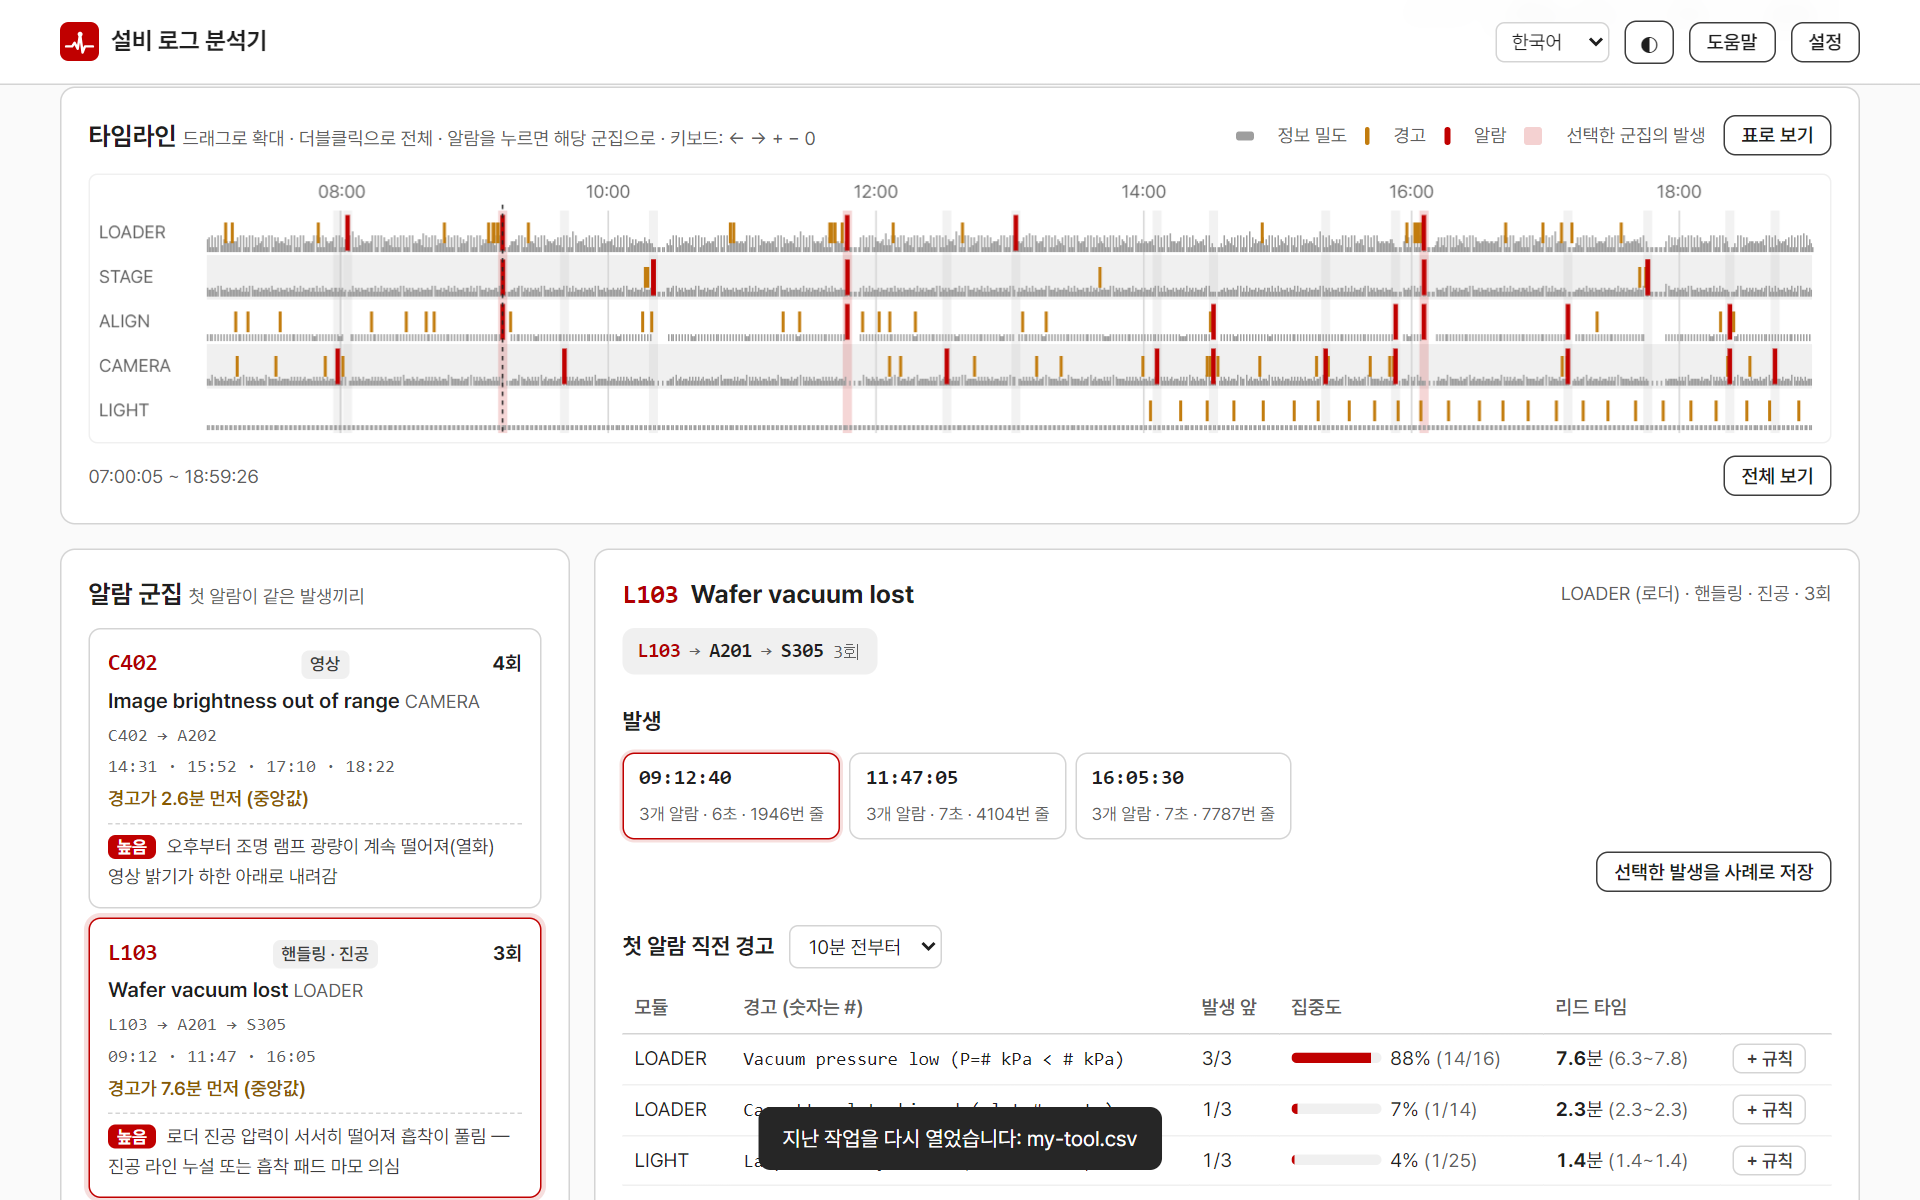 설비 로그 분석기
한국어
도움말
설정
타임라인 드래그로 확대 · 더블클릭으로 전체 · 알람을 누르면 해당 군집으로 · 키보드: ← → + − 0
정보 밀도 경고 알람 선택한 군집의 발생
표로 보기
08:00 10:00 12:00 14:00 16:00 18:00
LOADER
STAGE
ALIGN
CAMERA
LIGHT
07:00:05 ~ 18:59:26
전체 보기
알람 군집 첫 알람이 같은 발생끼리
C402 영상 4회
Image brightness out of range CAMERA
C402 → A202
14:31 · 15:52 · 17:10 · 18:22
경고가 2.6분 먼저 (중앙값)
높음 오후부터 조명 램프 광량이 계속 떨어져(열화)
영상 밝기가 하한 아래로 내려감
L103 핸들링 · 진공 3회
Wafer vacuum lost LOADER
L103 → A201 → S305
09:12 · 11:47 · 16:05
경고가 7.6분 먼저 (중앙값)
높음 로더 진공 압력이 서서히 떨어져 흡착이 풀림 —
진공 라인 누설 또는 흡착 패드 마모 의심
L103 Wafer vacuum lost
LOADER (로더) · 핸들링 · 진공 · 3회
L103 → A201 → S305 3회
발생
09:12:40
3개 알람 · 6초 · 1946번 줄
11:47:05
3개 알람 · 7초 · 4104번 줄
16:05:30
3개 알람 · 7초 · 7787번 줄
선택한 발생을 사례로 저장
첫 알람 직전 경고 10분 전부터
모듈 경고 (숫자는 #) 발생 앞 집중도 리드 타임
LOADER Vacuum pressure low (P=# kPa < # kPa) 3/3 88% (14/16) 7.6분 (6.3~7.8) + 규칙
LOADER 1/3 7% (1/14) 2.3분 (2.3~2.3) + 규칙
LIGHT 1/3 4% (1/25) 1.4분 (1.4~1.4) + 규칙
지난 작업을 다시 열었습니다: my-tool.csv